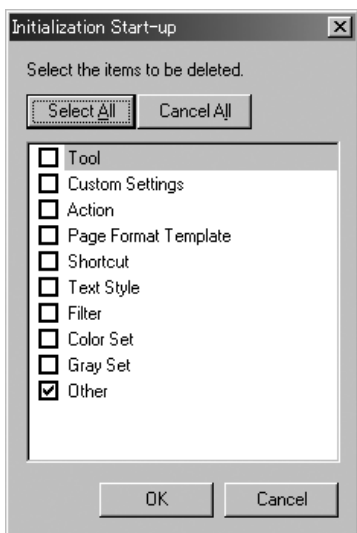 Initialization Start-up
Select the items to be deleted.
Select All Cancel All
Tool
Custom Settings
Action
Page Format Template
Shortcut
Text Style
Filter
Color Set
Gray Set
Other
OK Cancel